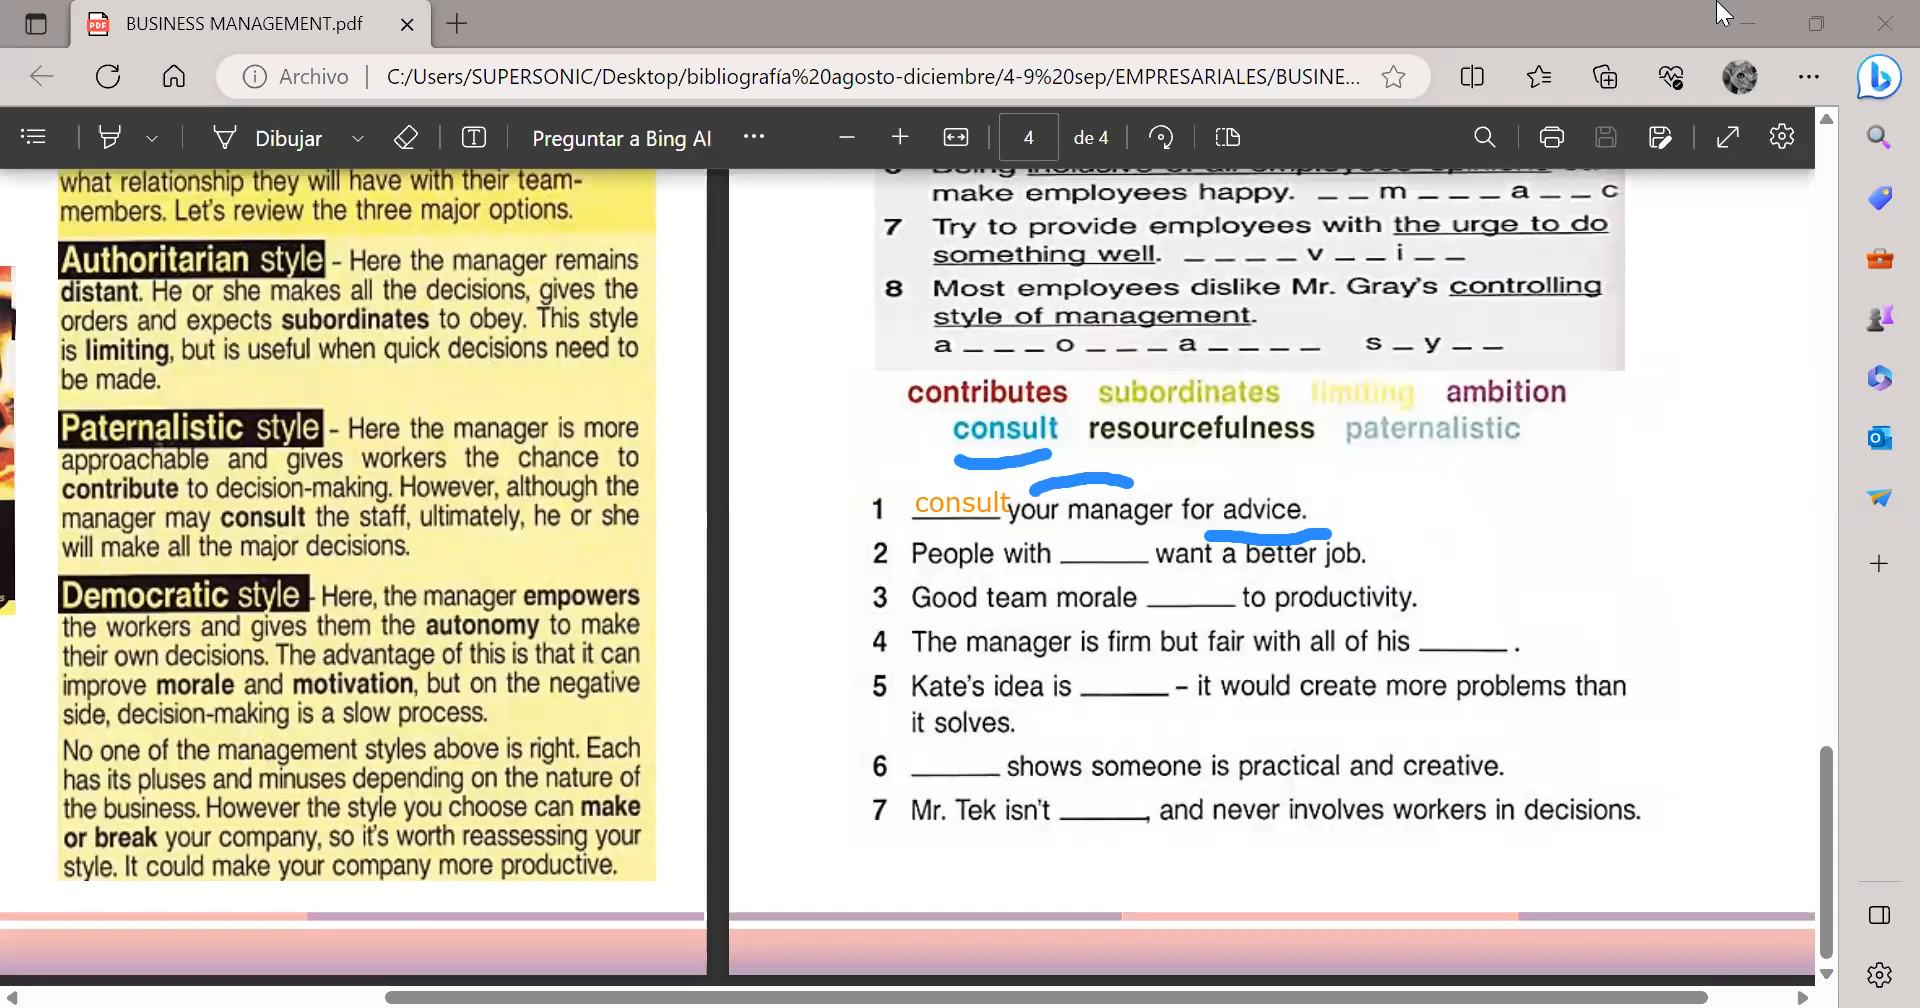 BUSINESS MANAGEMENT.pdf
Archivo
C:/Users/SUPERSONIC/Desktop/bibliografía%20agosto-diciembre/4-9%20sep/EMPRESARIALES/BUSINE...
Dibujar
Preguntar a Bing AI
4
de 4
what relationship they will have with their team-
members. Let's review the three major options.
Authoritarian style - Here the manager remains
distant. He or she makes all the decisions, gives the
orders and expects subordinates to obey. This style
is limiting, but is useful when quick decisions need to
be made.
Paternalistic style - Here the manager is more
approachable and gives workers the chance to
contribute to decision-making. However, although the
manager may consult the staff, ultimately, he or she
will make all the major decisions.
Democratic style - Here, the manager empowers
the workers and gives them the autonomy to make
their own decisions. The advantage of this is that it can
improve morale and motivation, but on the negative
side, decision-making is a slow process.
No one of the management styles above is right. Each
has its pluses and minuses depending on the nature of
the business. However the style you choose can make
or break your company, so it's worth reassessing your
style. It could make your company more productive.
make employees happy. _ _ m _ _ _ a _ _ c
7 Try to provide employees with the urge to do
something well. _ _ _ _ v _ _ i _ _
8 Most employees dislike Mr. Gray's controlling
style of management.
a _ _ _ o _ _ _ a _ _ _ _ s _ y _ _
contributes subordinates limiting ambition
consult resourcefulness paternalistic
1 consult your manager for advice.
2 People with ______ want a better job.
3 Good team morale ______ to productivity.
4 The manager is firm but fair with all of his ______ .
5 Kate's idea is ______ – it would create more problems than
it solves.
6 ______ shows someone is practical and creative.
7 Mr. Tek isn't ______, and never involves workers in decisions.